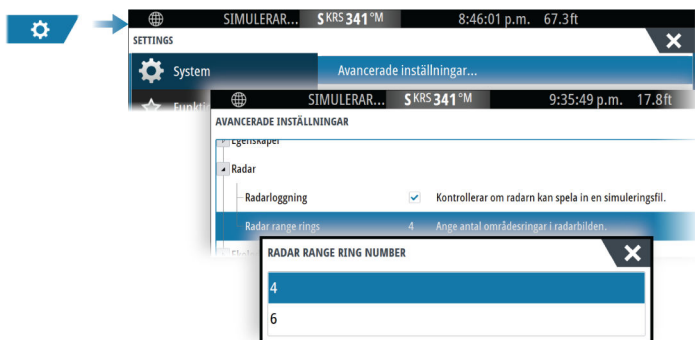 SIMULERAR... S KRS 341 °M 8:46:01 p.m. 67.3ft
SETTINGS
System Avancerade inställningar...
SIMULERAR... S KRS 341 °M 9:35:49 p.m. 17.8ft
AVANCERADE INSTÄLLNINGAR
Egenskaper
Radar
Radarloggning Kontrollerar om radarn kan spela in en simuleringsfil.
Radar range rings 4 Ange antal områdesringar i radarbilden.
RADAR RANGE RING NUMBER
4
6